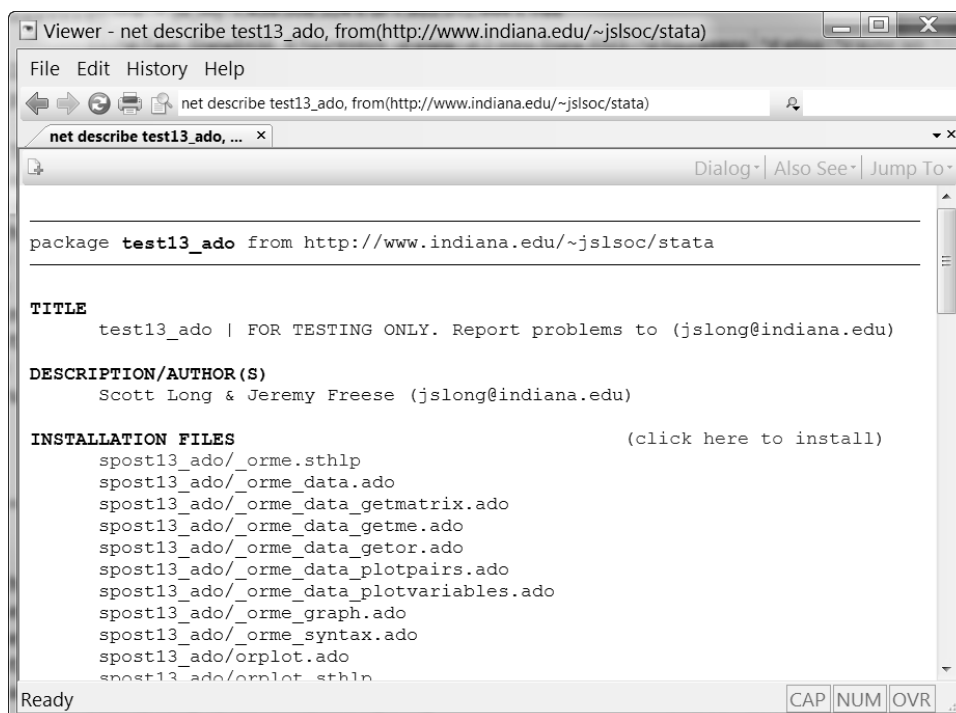 Viewer - net describe test13_ado, from(http://www.indiana.edu/~jslsoc/stata)
File Edit History Help
net describe test13_ado, from(http://www.indiana.edu/~jslsoc/stata)
net describe test13_ado, ... ×
Dialog Also See Jump To
package test13_ado from http://www.indiana.edu/~jslsoc/stata
TITLE
test13_ado | FOR TESTING ONLY. Report problems to (jslong@indiana.edu)
DESCRIPTION/AUTHOR(S)
Scott Long & Jeremy Freese (jslong@indiana.edu)
INSTALLATION FILES (click here to install)
spost13_ado/_orme.sthlp
spost13_ado/_orme_data.ado
spost13_ado/_orme_data_getmatrix.ado
spost13_ado/_orme_data_getme.ado
spost13_ado/_orme_data_getor.ado
spost13_ado/_orme_data_plotpairs.ado
spost13_ado/_orme_data_plotvariables.ado
spost13_ado/_orme_graph.ado
spost13_ado/_orme_syntax.ado
spost13_ado/orplot.ado
spost13_ado/orplot.sthlp
Ready CAP NUM OVR